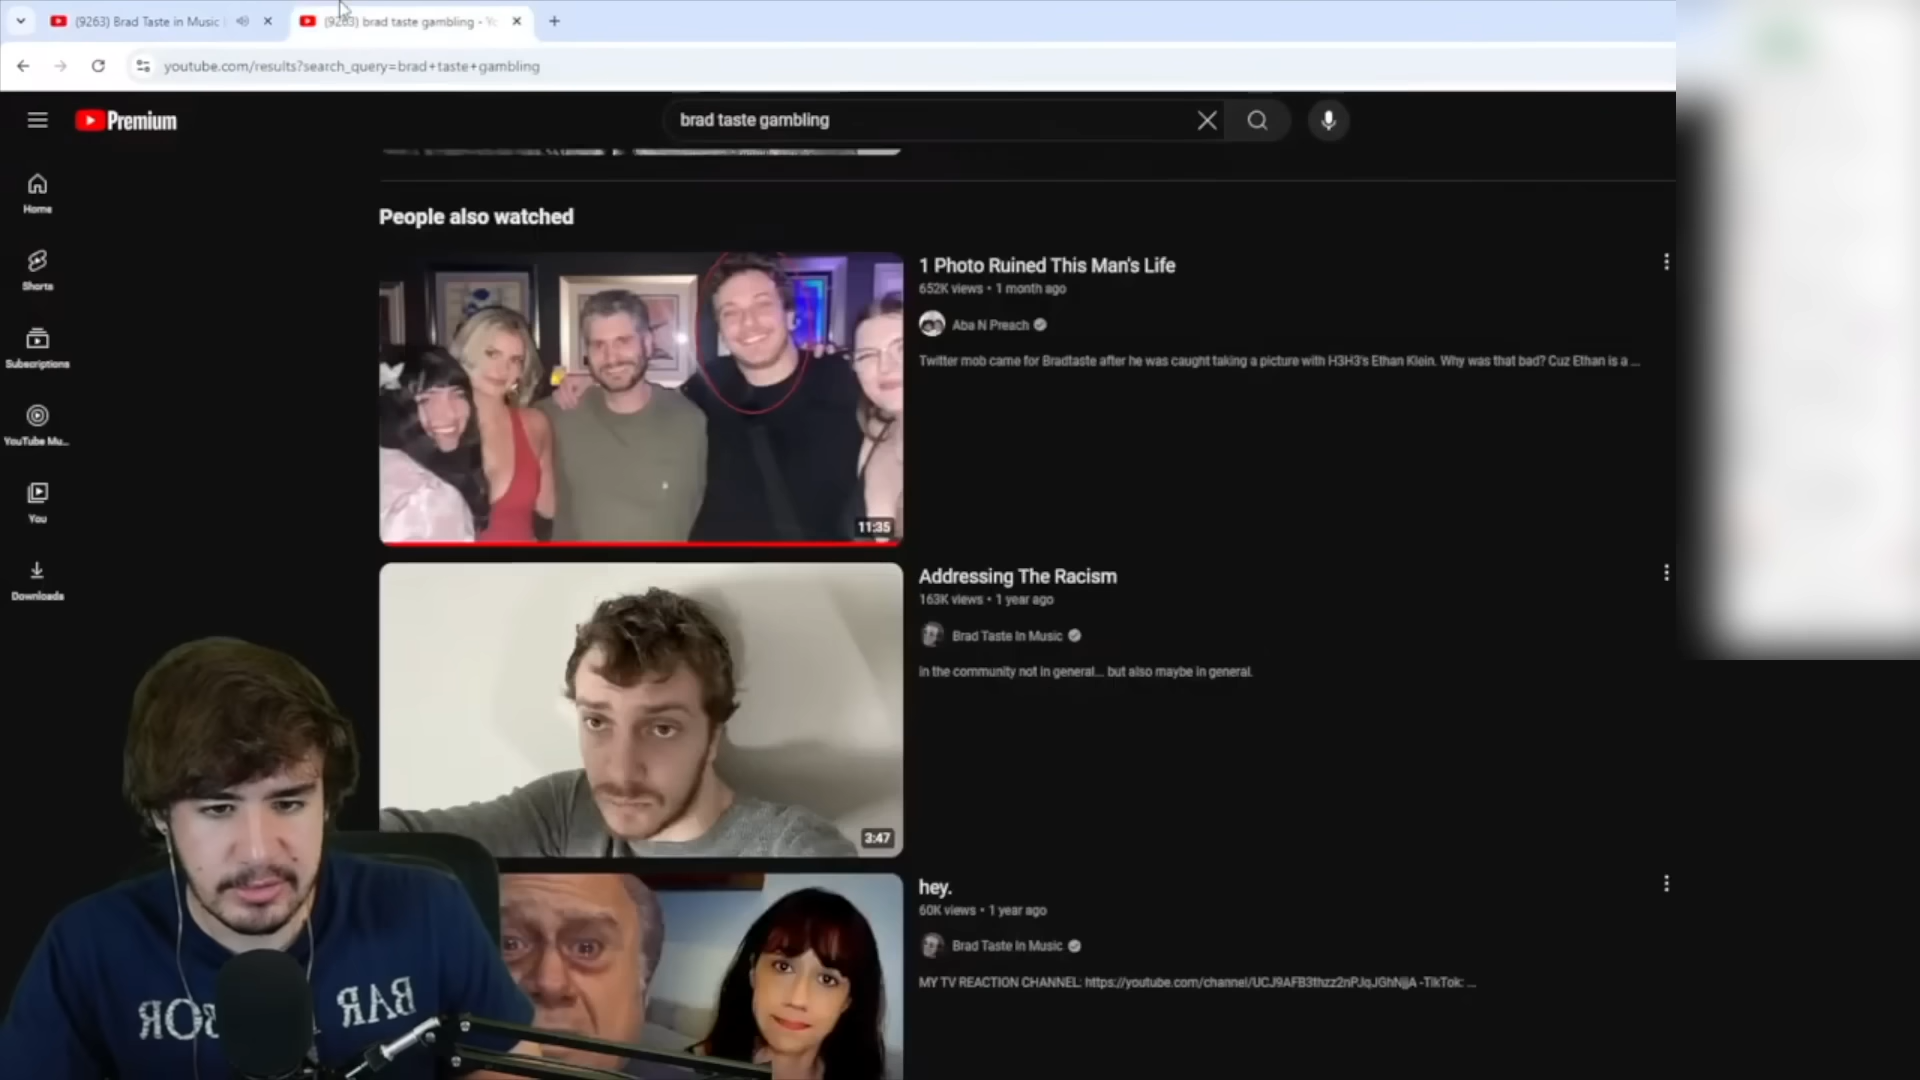 (9263) Brad Taste in Music
(9263) brad taste gambling - Yo
youtube.com/results?search_query=brad+taste+gambling
Premium
brad taste gambling
Home
Shorts
Subscriptions
YouTube Mu...
You
Downloads
People also watched
11:35
1 Photo Ruined This Man's Life
652K views • 1 month ago
Aba N Preach
Twitter mob came for Bradtaste after he was caught taking a picture with H3H3's Ethan Klein. Why was that bad? Cuz Ethan is a ...
3:47
Addressing The Racism
163K views • 1 year ago
Brad Taste In Music
in the community not in general... but also maybe in general.
hey.
60K views • 1 year ago
Brad Taste In Music
MY TV REACTION CHANNEL: https://youtube.com/channel/UCJ9AFB3thzz2nPJqJGhNjjA -TikTok: ...
BAR